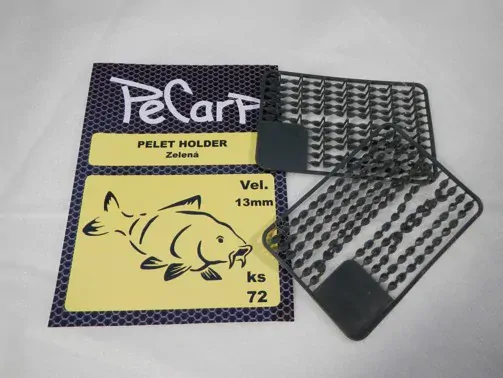 PeCarP
PELET HOLDER
Zelená
Vel.
13mm
ks
72